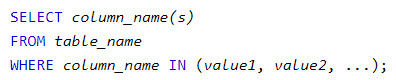 SELECT column_name(s)
FROM table_name
WHERE column_name IN (value1, value2, ...);